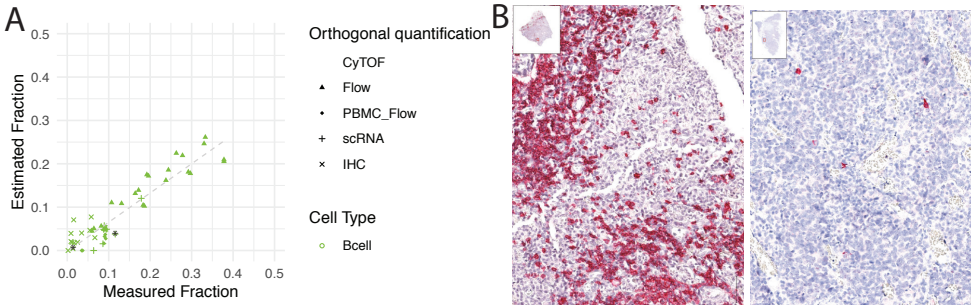 A
Estimated Fraction
0.5
0.4
0.3
0.2
0.1
0.0
0.0 0.1 0.2 0.3 0.4 0.5
Measured Fraction
Orthogonal quantification
CyTOF
Flow
PBMC_Flow
scRNA
IHC
Cell Type
Bcell
B